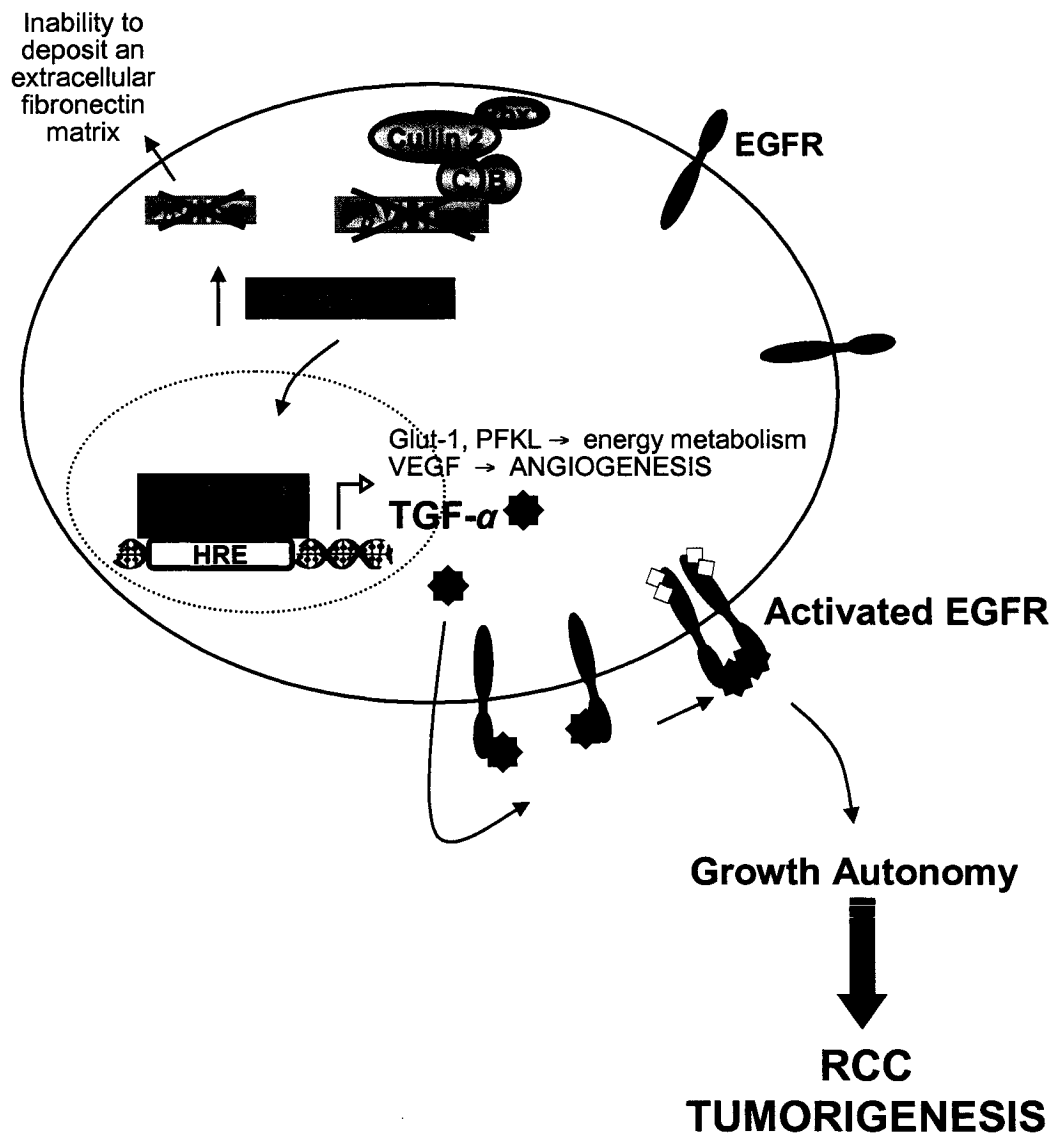 Inability to
deposit an
extracellular
fibronectin
matrix
Cullin 2
C B
EGFR
Glut-1, PFKL → energy metabolism
VEGF → ANGIOGENESIS
TGF-α
HRE
Activated EGFR
Growth Autonomy
RCC
TUMORIGENESIS